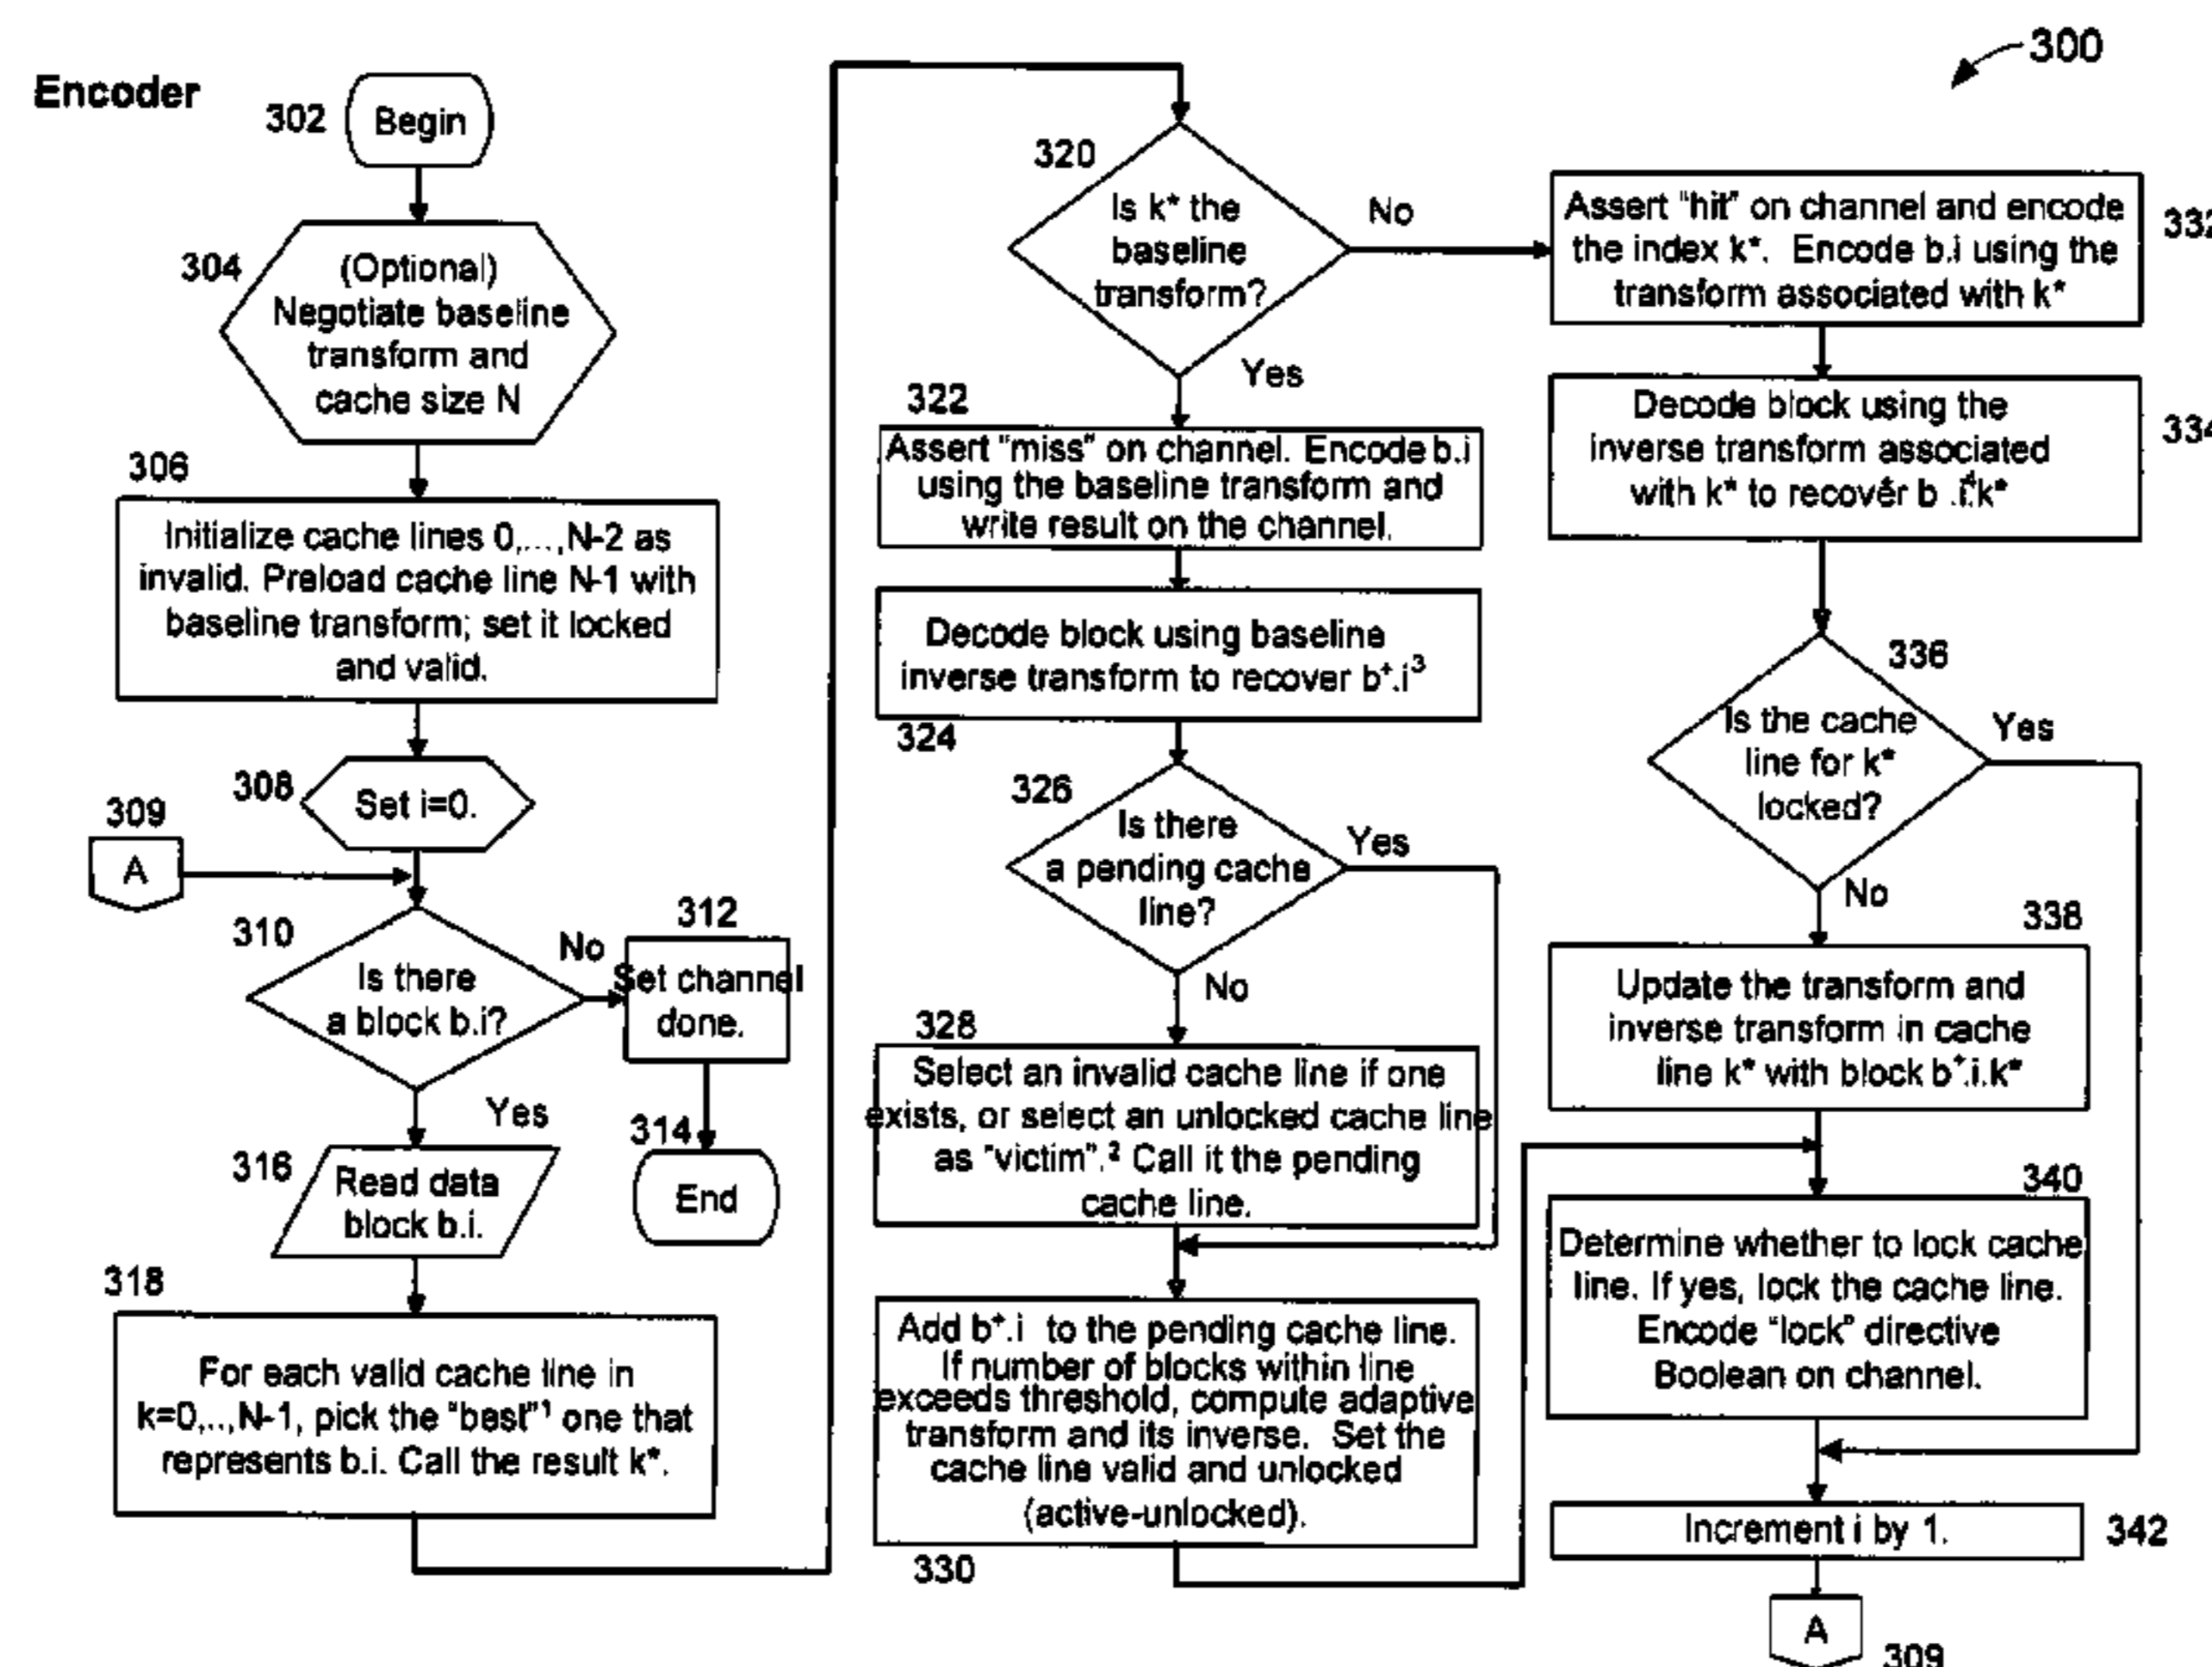 300
Encoder
302
Begin
304
(Optional)
Negotiate baseline
transform and
cache size N
306
Initialize cache lines 0,...,N-2 as
invalid. Preload cache line N-1 with
baseline transform; set it locked
and valid.
308
Set i=0.
309
A
310
Is there
a block b.i?
No
312
Set channel
done.
314
End
Yes
316
Read data
block b.i.
318
For each valid cache line in
k=0,..,N-1, pick the "best"¹ one that
represents b.i. Call the result k*.
320
Is k* the
baseline
transform?
No
Yes
322
Assert "miss" on channel. Encode b.i
using the baseline transform and
write result on the channel.
Decode block using baseline
inverse transform to recover b⁺.i³
324
326
Is there
a pending cache
line?
Yes
No
328
Select an invalid cache line if one
exists, or select an unlocked cache line
as "victim".² Call it the pending
cache line.
Add b⁺.i to the pending cache line.
If number of blocks within line
exceeds threshold, compute adaptive
transform and its inverse. Set the
cache line valid and unlocked
(active-unlocked).
330
Assert "hit" on channel and encode
the index k*. Encode b.i using the
transform associated with k*
332
Decode block using the
inverse transform associated
with k* to recover b
334
336
Is the cache
line for k*
locked?
Yes
No
338
Update the transform and
inverse transform in cache
line k* with block b⁺.i.k*
340
Determine whether to lock cache
line. If yes, lock the cache line.
Encode "lock" directive
Boolean on channel.
Increment i by 1.
342
A
309